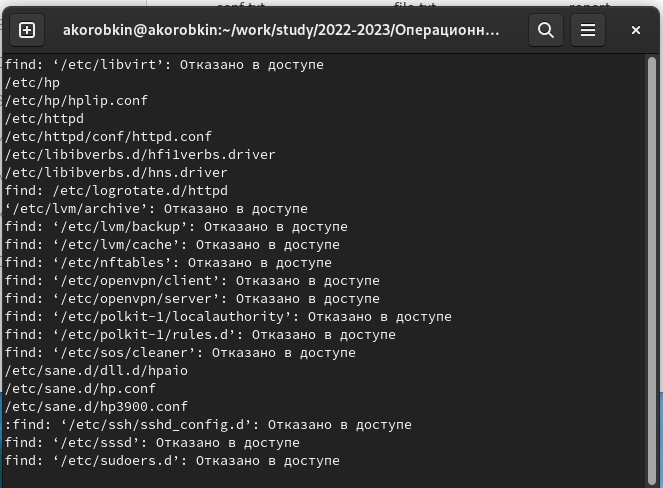 akorobkin@akorobkin:~/work/study/2022-2023/Операционн...
find: ‘/etc/libvirt’: Отказано в доступе
/etc/hp
/etc/hp/hplip.conf
/etc/httpd
/etc/httpd/conf/httpd.conf
/etc/libibverbs.d/hfi1verbs.driver
/etc/libibverbs.d/hns.driver
find: /etc/logrotate.d/httpd
‘/etc/lvm/archive’: Отказано в доступе
find: ‘/etc/lvm/backup’: Отказано в доступе
find: ‘/etc/lvm/cache’: Отказано в доступе
find: ‘/etc/nftables’: Отказано в доступе
find: ‘/etc/openvpn/client’: Отказано в доступе
find: ‘/etc/openvpn/server’: Отказано в доступе
find: ‘/etc/polkit-1/localauthority’: Отказано в доступе
find: ‘/etc/polkit-1/rules.d’: Отказано в доступе
find: ‘/etc/sos/cleaner’: Отказано в доступе
/etc/sane.d/dll.d/hpaio
/etc/sane.d/hp.conf
/etc/sane.d/hp3900.conf
:find: ‘/etc/ssh/sshd_config.d’: Отказано в доступе
find: ‘/etc/sssd’: Отказано в доступе
find: ‘/etc/sudoers.d’: Отказано в доступе